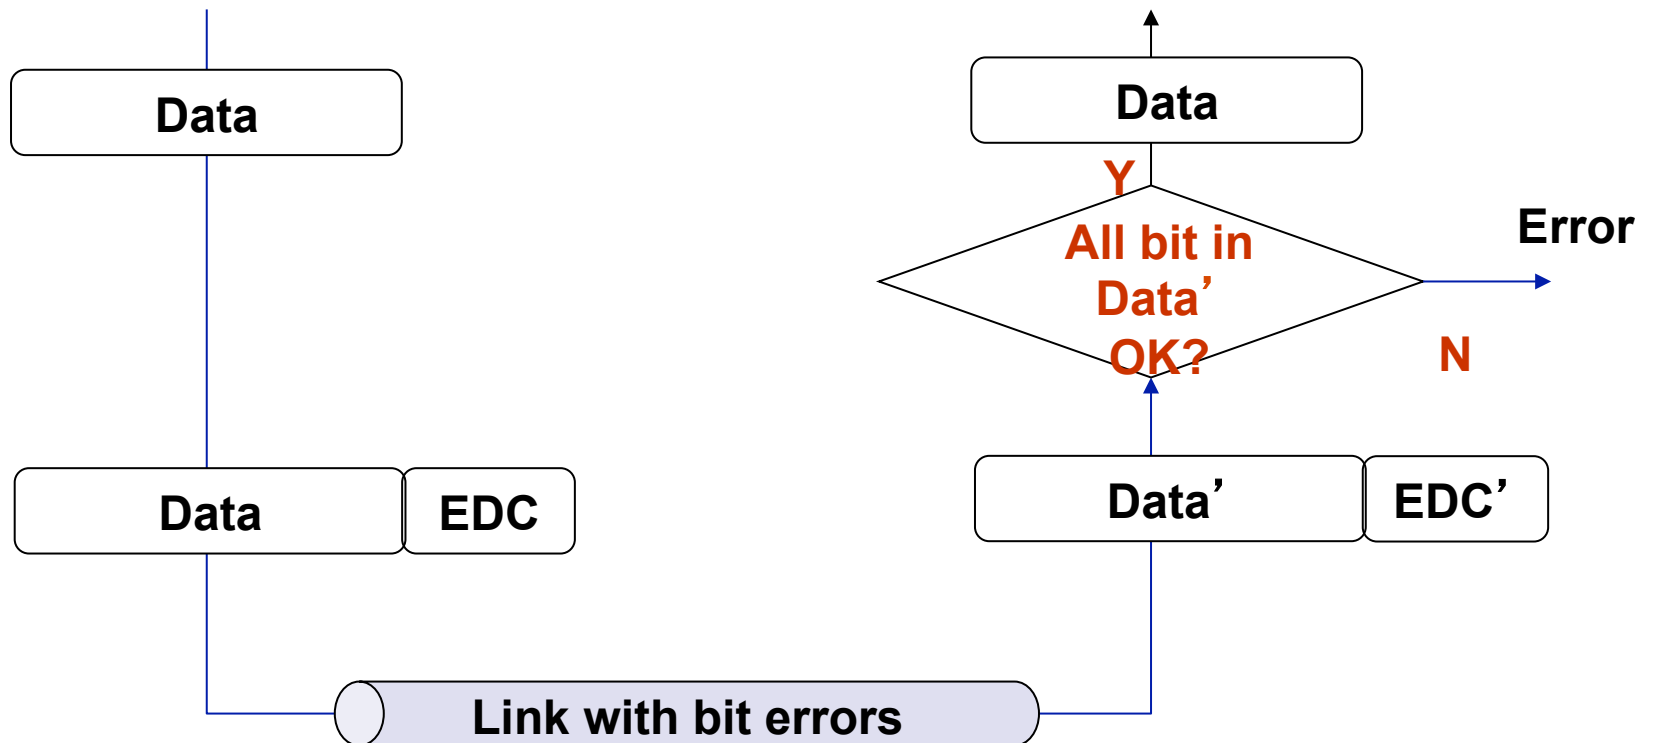 Data
Data
Y
All bit in
Data’
OK?
Error
N
Data
EDC
Data’
EDC’
Link with bit errors